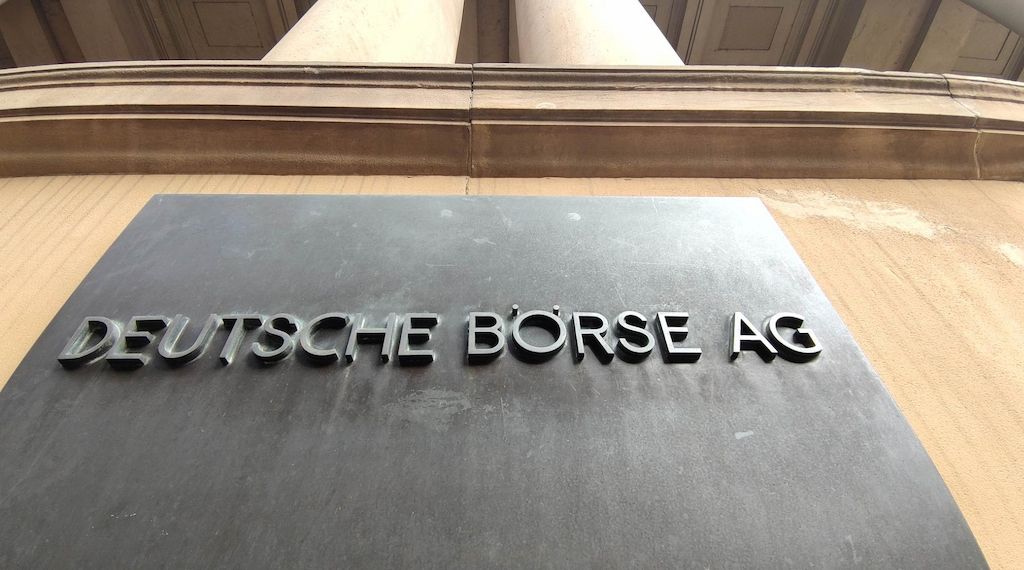 DEUTSCHE BÖRSE AG